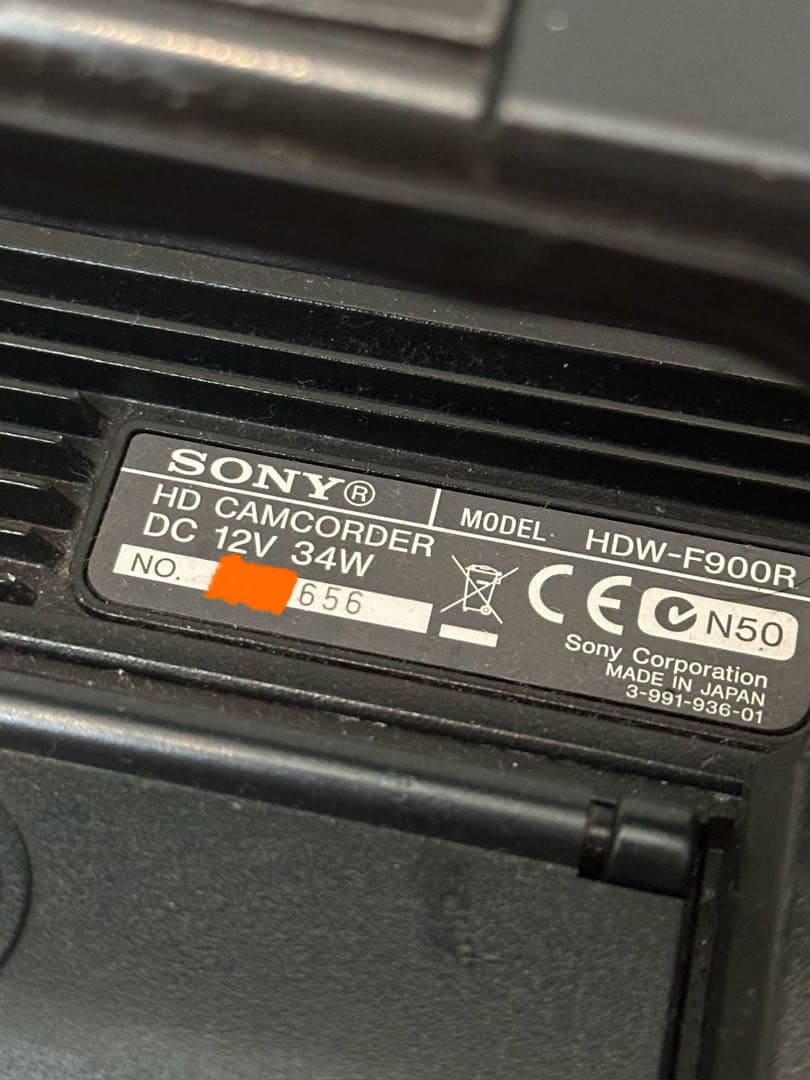 SONY®
HD CAMCORDER
MODEL HDW-F900R
DC 12V 34W
NO. 656
CE N50
Sony Corporation
MADE IN JAPAN
3-991-936-01